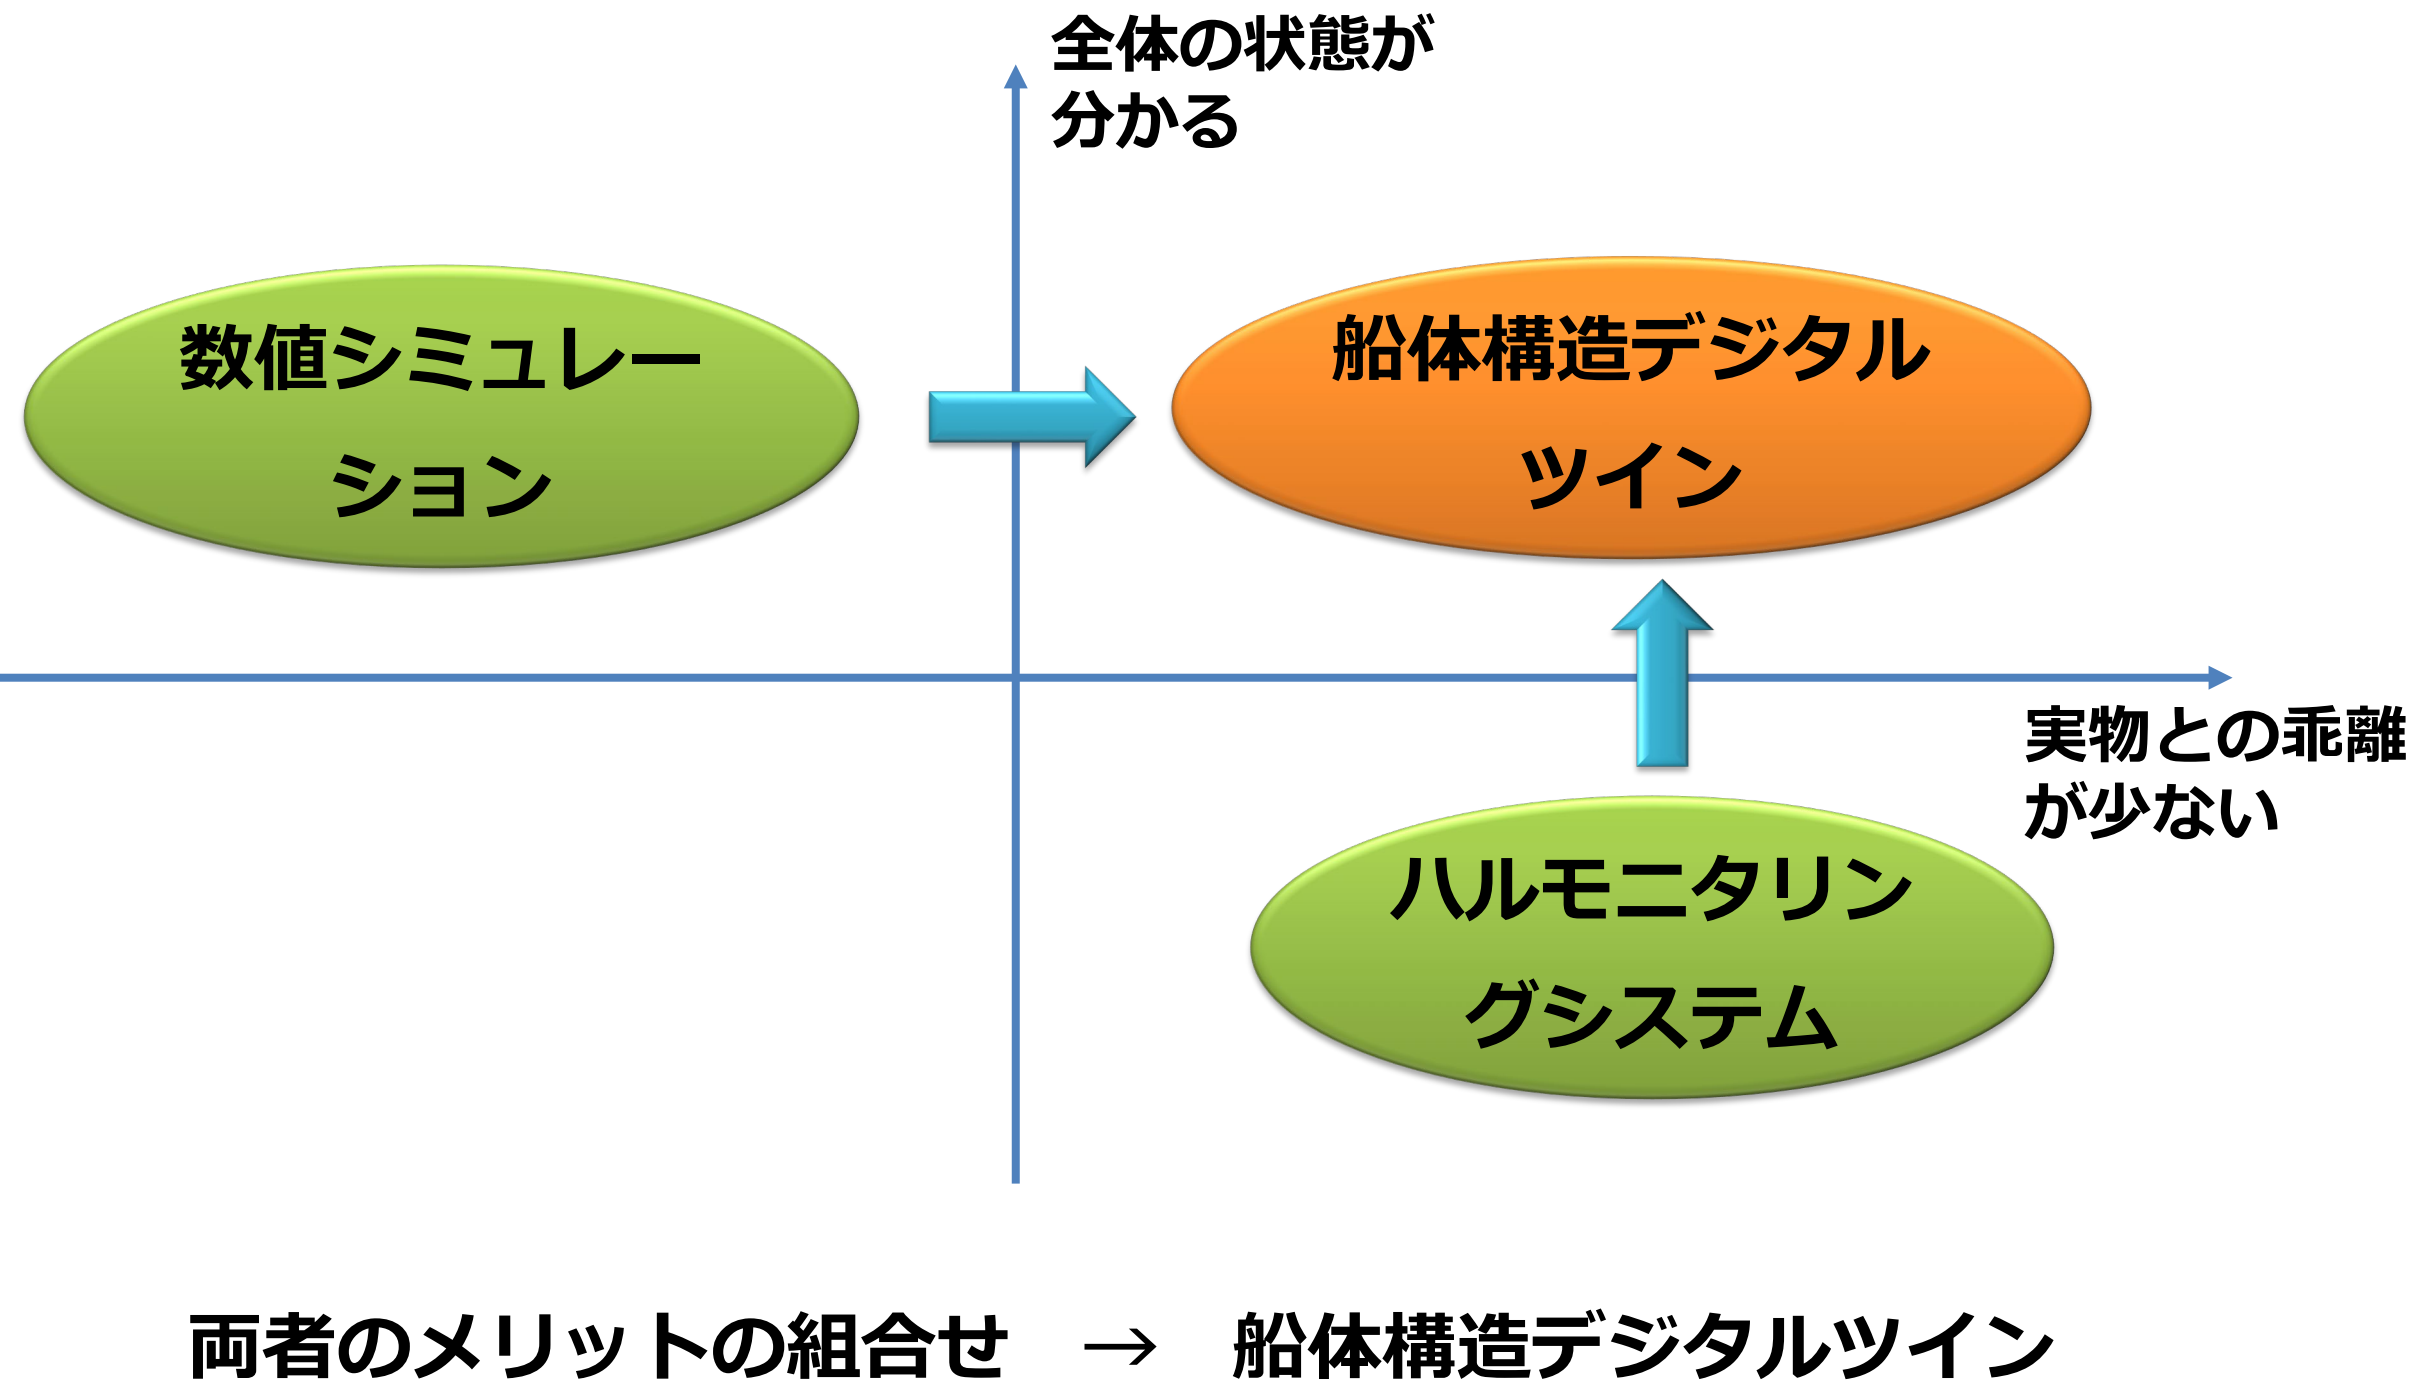 全体の状態が
分かる
数値シミュレー
ション
船体構造デジタル
ツイン
実物との乖離
が少ない
ハルモニタリン
グシステム
両者のメリットの組合せ → 船体構造デジタルツイン